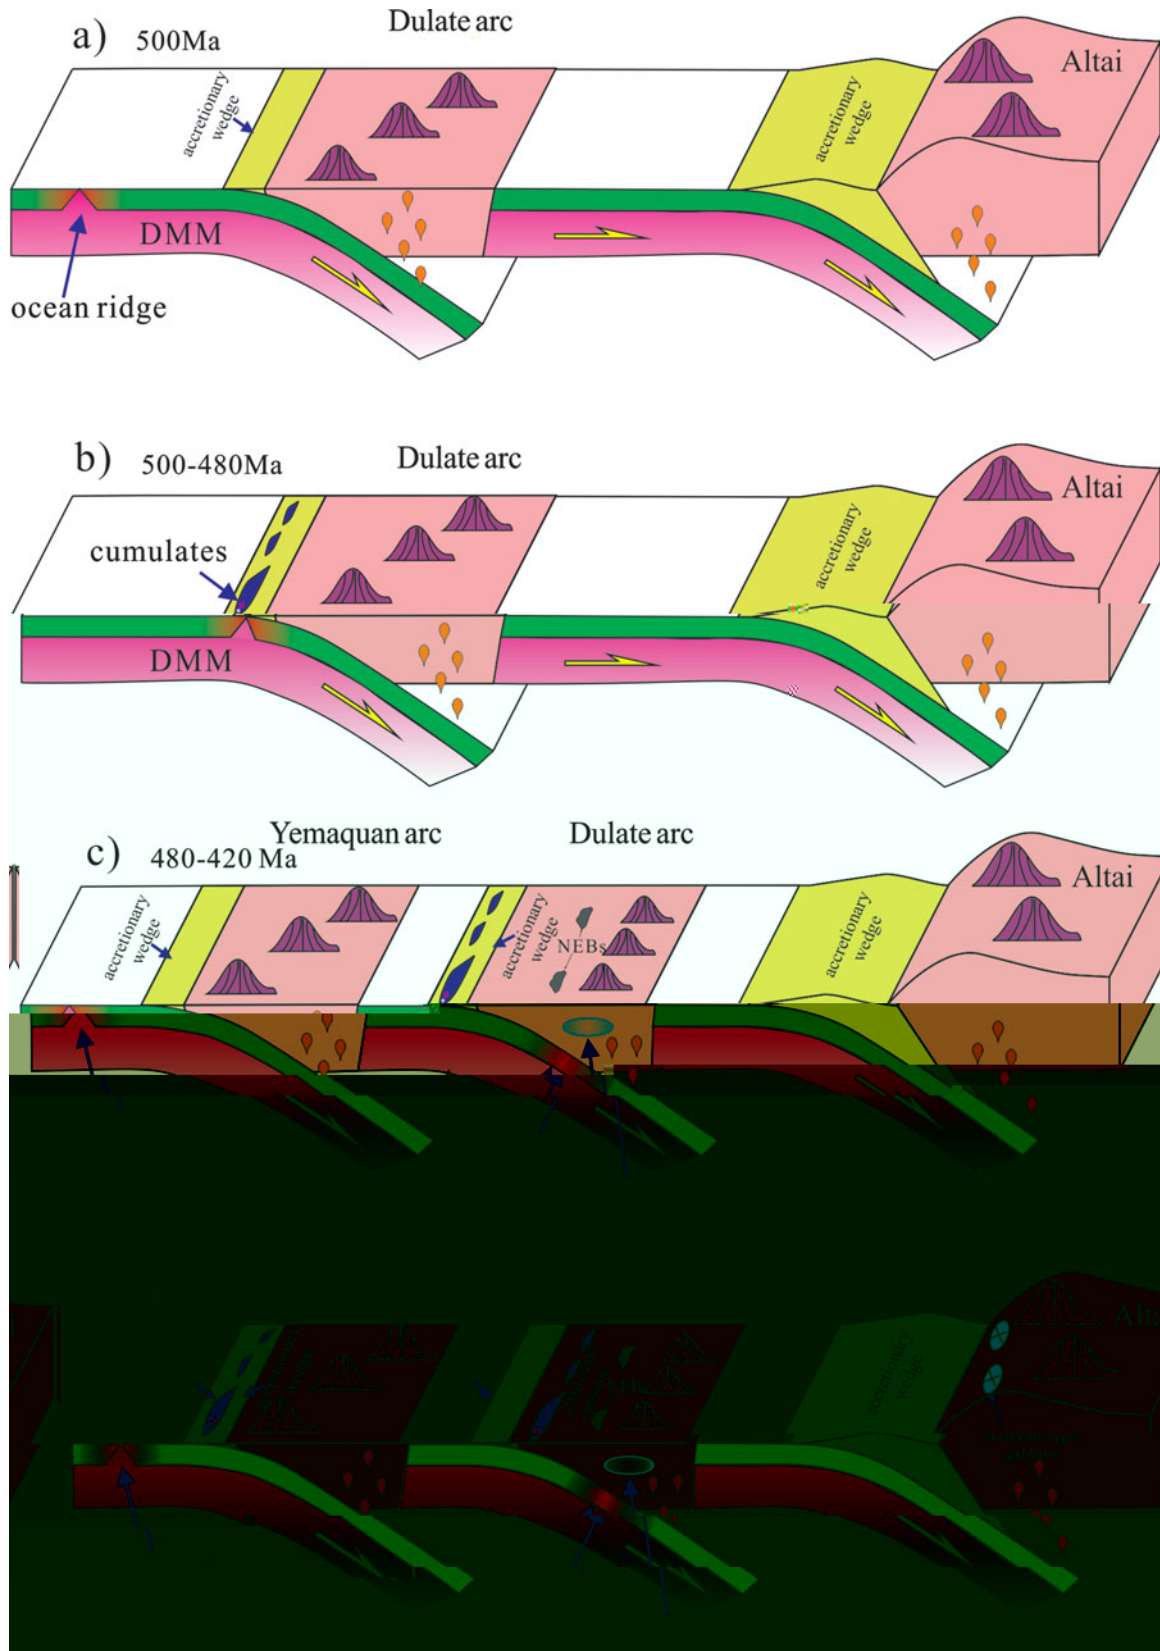 a)
500Ma
Dulate arc
Altai
accretionary
wedge
accretionary
wedge
DMM
ocean ridge
b)
500-480Ma
Dulate arc
Altai
cumulates
accretionary
wedge
DMM
c)
480-420 Ma
Yemaquan arc
Dulate arc
Altai
accretionary
wedge
accretionary
wedge
NEBs
accretionary
wedge
accretionary
wedge